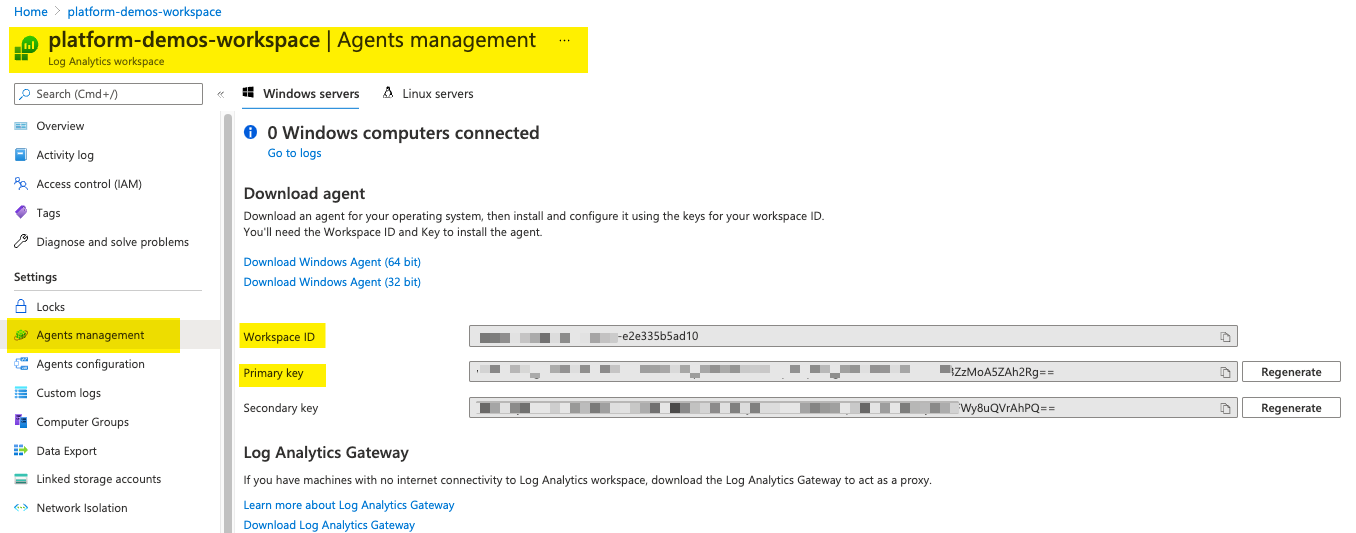 Home > platform-demos-workspace
platform-demos-workspace | Agents management ...
Log Analytics workspace
Search (Cmd+/)
«
Windows servers
Linux servers
Overview
Activity log
Access control (IAM)
Tags
Diagnose and solve problems
Settings
Locks
Agents management
Agents configuration
Custom logs
Computer Groups
Data Export
Linked storage accounts
Network Isolation
0 Windows computers connected
Go to logs
Download agent
Download an agent for your operating system, then install and configure it using the keys for your workspace ID.
You'll need the Workspace ID and Key to install the agent.
Download Windows Agent (64 bit)
Download Windows Agent (32 bit)
Workspace ID
-e2e335b5ad10
Primary key
ZzMoA5ZAh2Rg==
Regenerate
Secondary key
Wy8uQVrAhPQ==
Regenerate
Log Analytics Gateway
If you have machines with no internet connectivity to Log Analytics workspace, download the Log Analytics Gateway to act as a proxy.
Learn more about Log Analytics Gateway
Download Log Analytics Gateway